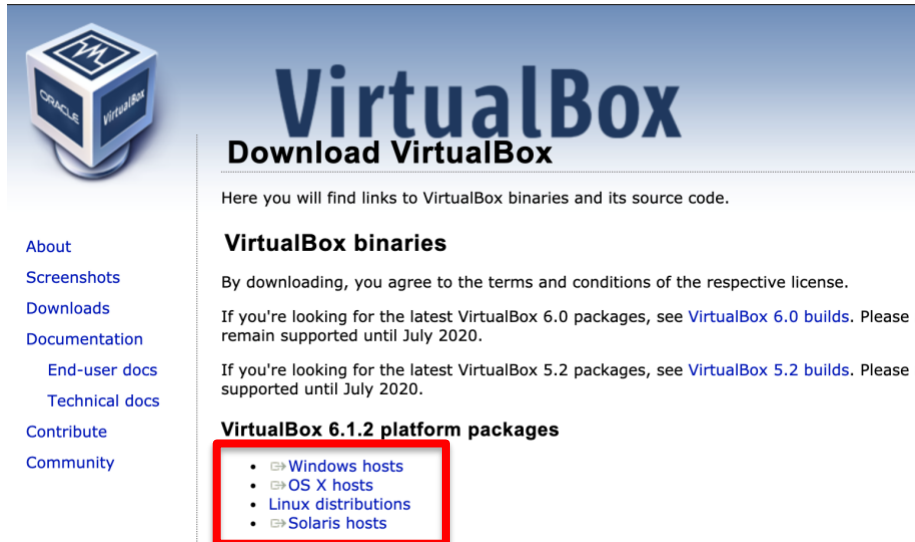 ORACLE
VirtualBox
VirtualBox
Download VirtualBox
Here you will find links to VirtualBox binaries and its source code.
About
Screenshots
Downloads
Documentation
End-user docs
Technical docs
Contribute
Community
VirtualBox binaries
By downloading, you agree to the terms and conditions of the respective license.
If you're looking for the latest VirtualBox 6.0 packages, see VirtualBox 6.0 builds. Please
remain supported until July 2020.
If you're looking for the latest VirtualBox 5.2 packages, see VirtualBox 5.2 builds. Please
supported until July 2020.
VirtualBox 6.1.2 platform packages
• Windows hosts
• OS X hosts
• Linux distributions
• Solaris hosts